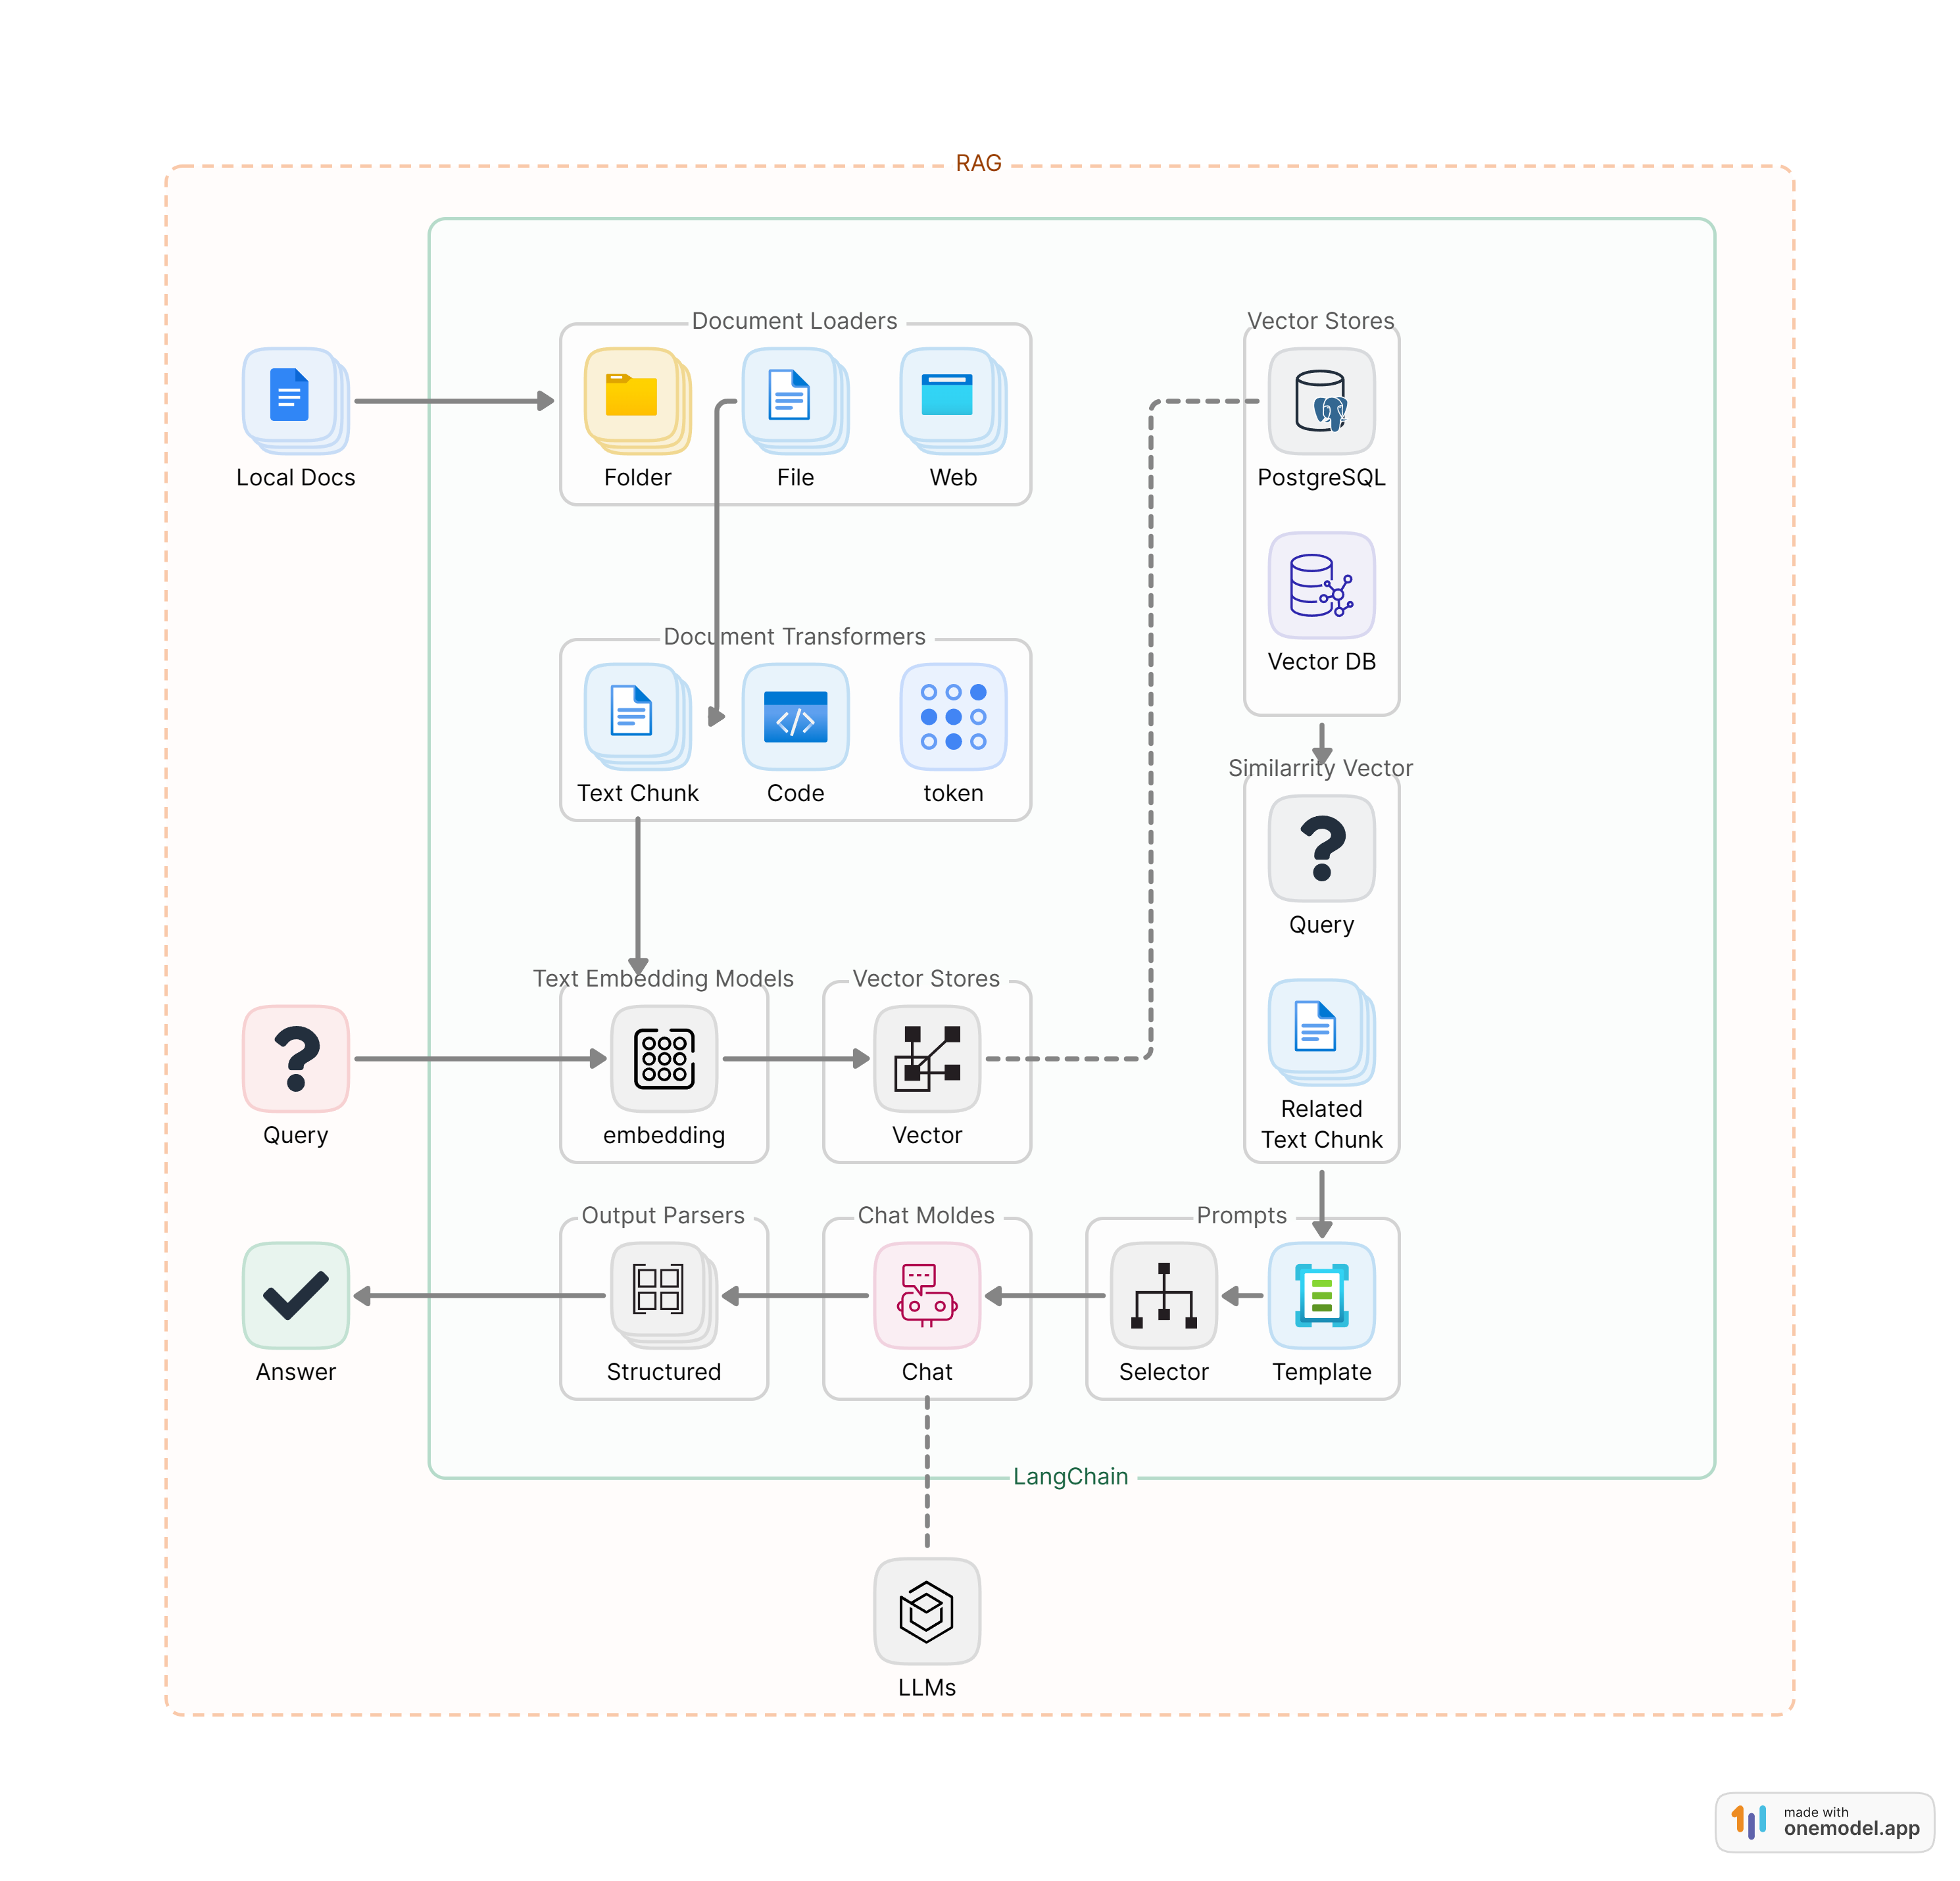 RAG
Document Loaders
Vector Stores
Local Docs
Folder
File
Web
PostgreSQL
Vector DB
Document Transformers
Text Chunk
Code
token
Similarrity Vector
Query
Text Embedding Models
Vector Stores
Query
embedding
Vector
Related
Text Chunk
Output Parsers
Chat Moldes
Prompts
Answer
Structured
Chat
Selector
Template
LangChain
LLMs
made with
onemodel.app